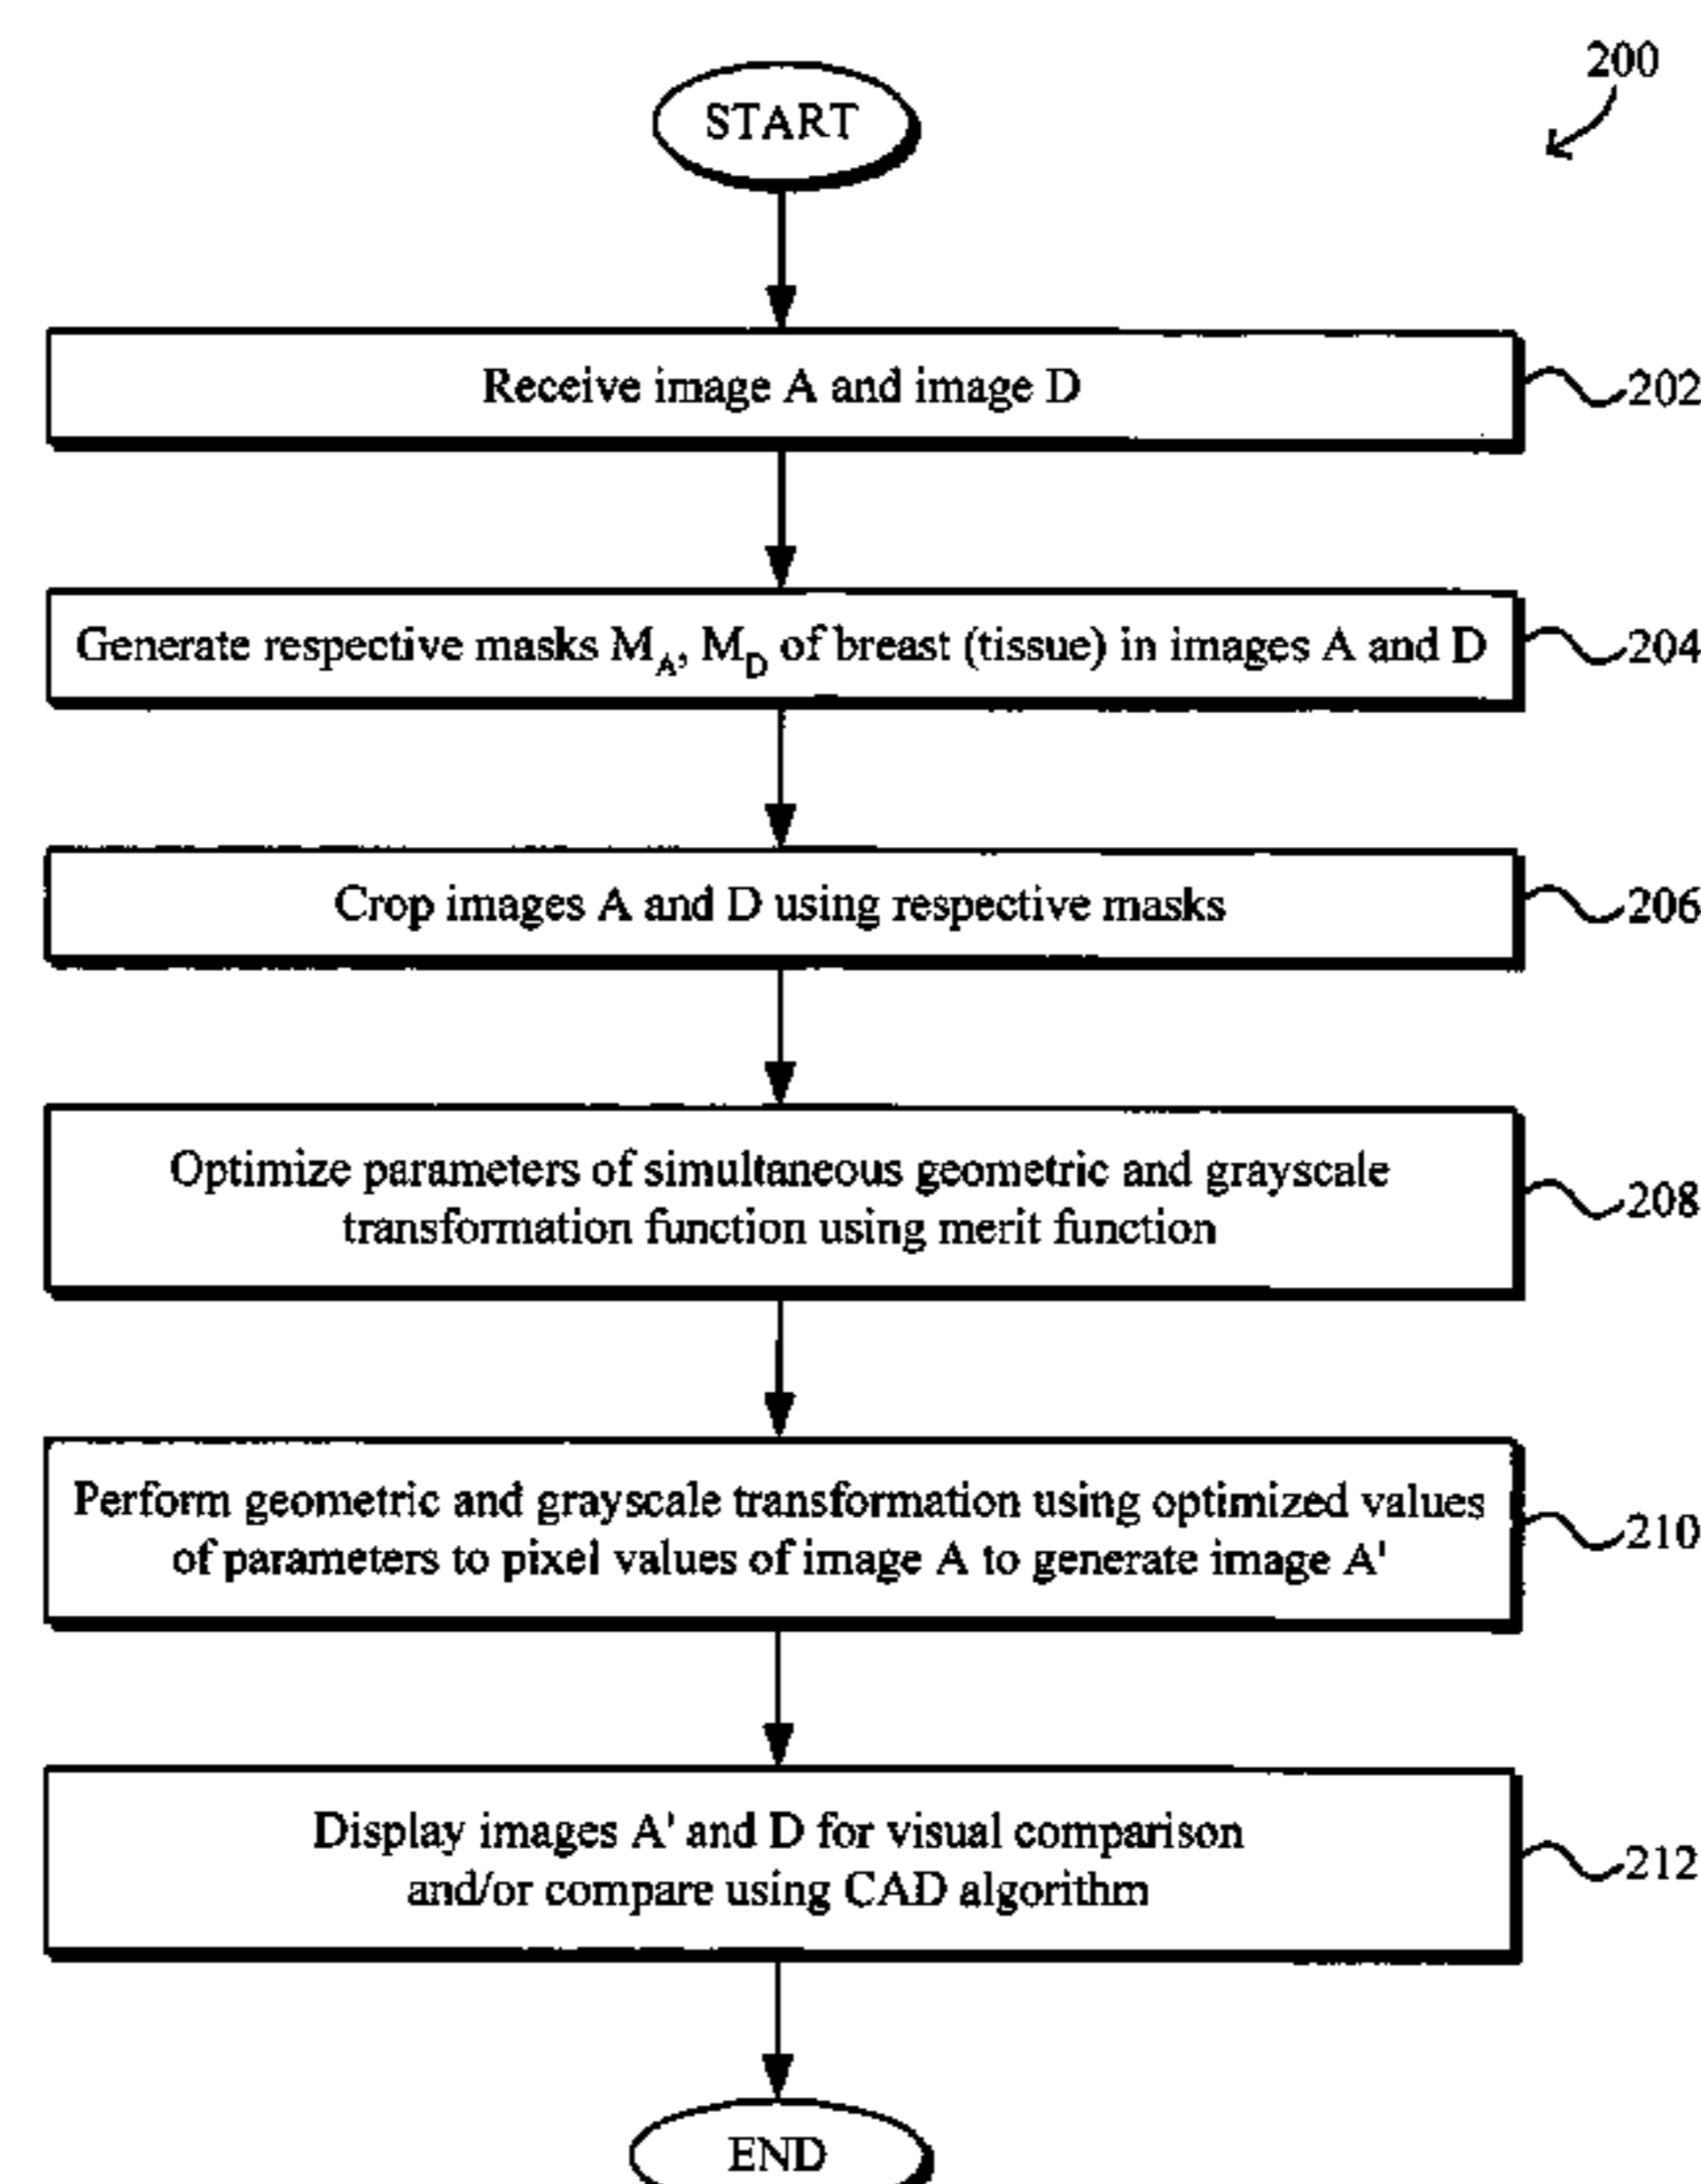 200
START
Receive image A and image D
202
Generate respective masks M_A, M_D of breast (tissue) in images A and D
204
Crop images A and D using respective masks
206
Optimize parameters of simultaneous geometric and grayscale
transformation function using merit function
208
Perform geometric and grayscale transformation using optimized values
of parameters to pixel values of image A to generate image A'
210
Display images A' and D for visual comparison
and/or compare using CAD algorithm
212
END